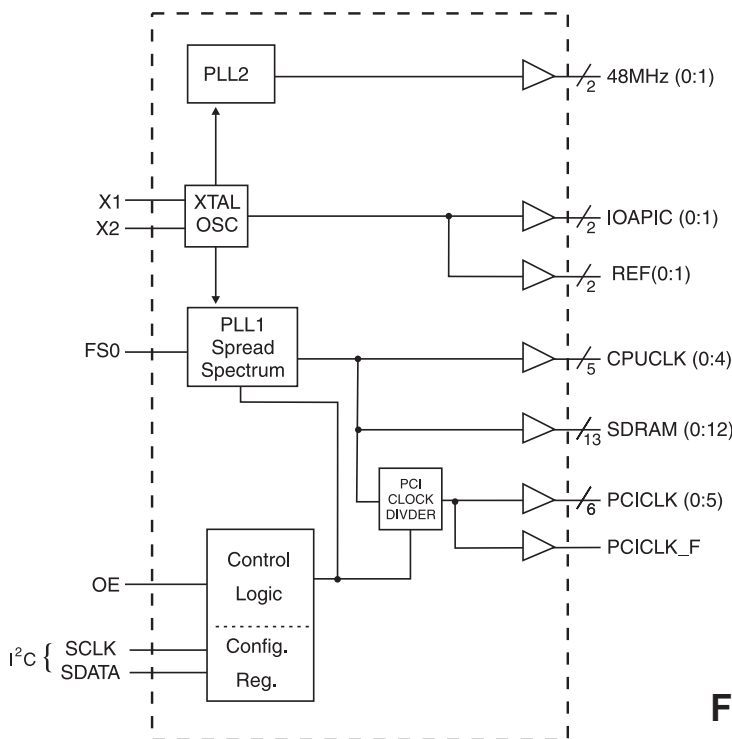 PLL2
48MHz (0:1)
2
X1
X2
XTAL
OSC
IOAPIC (0:1)
2
REF(0:1)
2
FS0
PLL1
Spread
Spectrum
CPUCLK (0:4)
5
SDRAM (0:12)
13
PCI
CLOCK
DIVDER
PCICLK (0:5)
6
PCICLK_F
OE
Control
Logic
I²C { SCLK
SDATA
Config.
Reg.
F